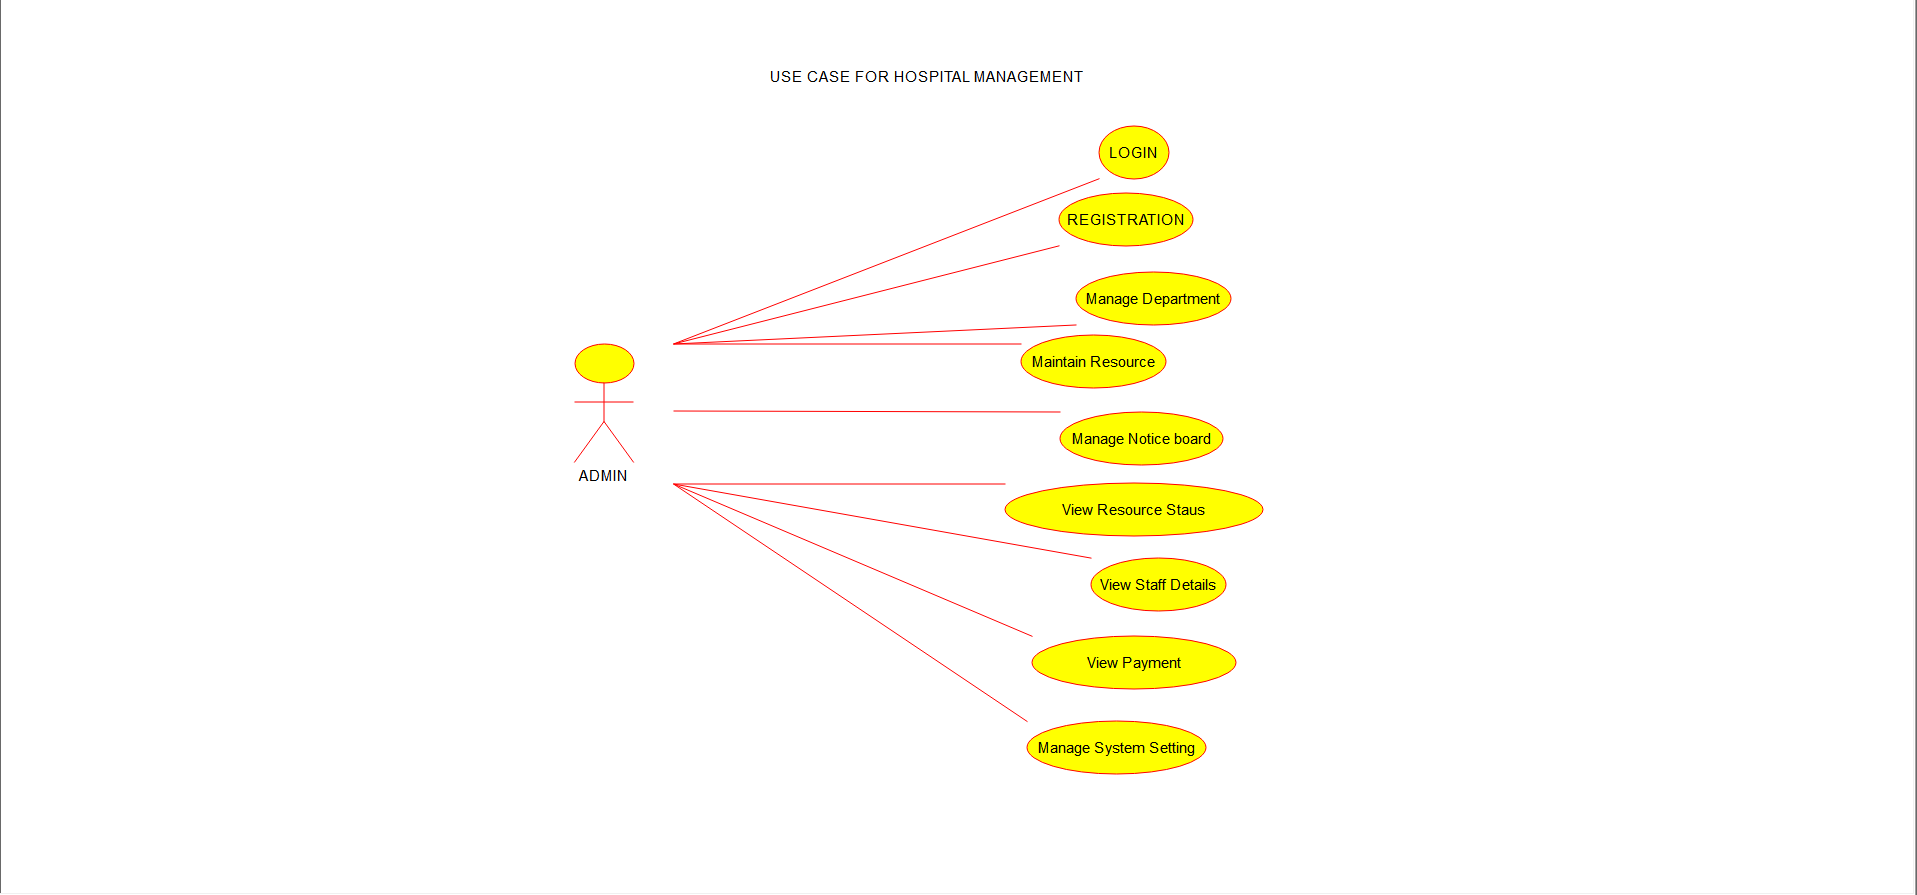 USE CASE FOR HOSPITAL MANAGEMENT
LOGIN
REGISTRATION
Manage Department
Maintain Resource
Manage Notice board
ADMIN
View Resource Staus
View Staff Details
View Payment
Manage System Setting